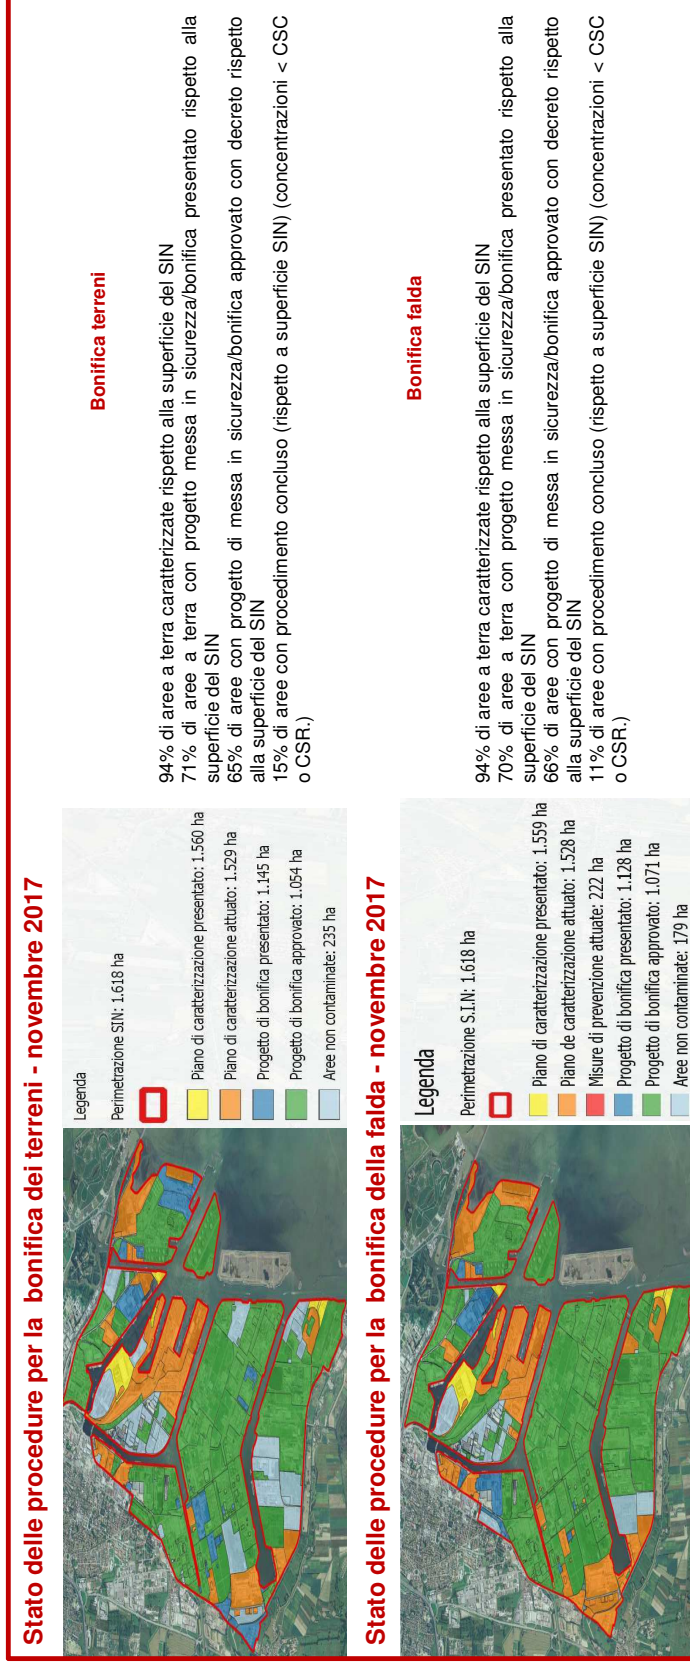 Stato delle procedure per la bonifica dei terreni - novembre 2017
Legenda
Perimetrazione SIN: 1.618 ha
Piano di caratterizzazione presentato: 1.560 ha
Piano di caratterizzazione attuato: 1.529 ha
Progetto di bonifica presentato: 1.145 ha
Progetto di bonifica approvato: 1.054 ha
Aree non contaminate: 235 ha
Bonifica terreni
94% di aree a terra caratterizzate rispetto alla superficie del SIN
71% di aree a terra con progetto messa in sicurezza/bonifica presentato rispetto alla
superficie del SIN
65% di aree con progetto di messa in sicurezza/bonifica approvato con decreto rispetto
alla superficie del SIN
15% di aree con procedimento concluso (rispetto a superficie SIN) (concentrazioni < CSC
o CSR.)
Stato delle procedure per la bonifica della falda - novembre 2017
Legenda
Perimetrazione S.I.N: 1.618 ha
Piano di caratterizzazione presentato: 1.559 ha
Piano de caratterizzazione attuato: 1.528 ha
Misure di prevenzione attuate: 222 ha
Progetto di bonifica presentato: 1.128 ha
Progetto di bonifica approvato: 1.071 ha
Aree non contaminate: 179 ha
Bonifica falda
94% di aree a terra caratterizzate rispetto alla superficie del SIN
70% di aree a terra con progetto messa in sicurezza/bonifica presentato rispetto alla
superficie del SIN
66% di aree con progetto di messa in sicurezza/bonifica approvato con decreto rispetto
alla superficie del SIN
11% di aree con procedimento concluso (rispetto a superficie SIN) (concentrazioni < CSC
o CSR.)